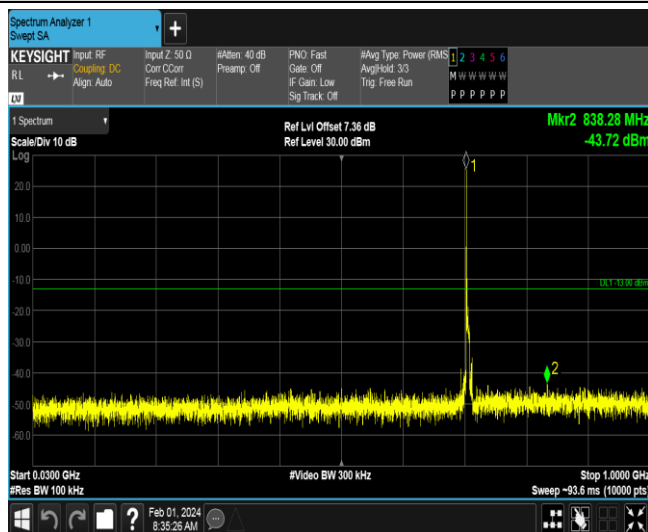 Spectrum Analyzer 1
Swept SA
KEYSIGHT
RL
LXI
Input: RF
Coupling: DC
Align: Auto
Input Z: 50 Ω
Corr CCorr
Freq Ref: Int (S)
#Atten: 40 dB
Preamp: Off
PNO: Fast
Gate: Off
IF Gain: Low
Sig Track: Off
#Avg Type: Power (RMS
Avg|Hold: 3/3
Trig: Free Run
1 2 3 4 5 6
M W W W W W
P P P P P P
1 Spectrum
Scale/Div 10 dB
Ref Lvl Offset 7.36 dB
Ref Level 30.00 dBm
Mkr2 838.28 MHz
-43.72 dBm
Log
1
20.0
10.0
0.00
-10.0
DL1 -13.00 dBm
-20.0
-30.0
-40.0
2
-50.0
-60.0
Start 0.0300 GHz
#Video BW 300 kHz
Stop 1.0000 GHz
#Res BW 100 kHz
Sweep ~93.6 ms (10000 pts)
?
Feb 01, 2024
8:35:26 AM